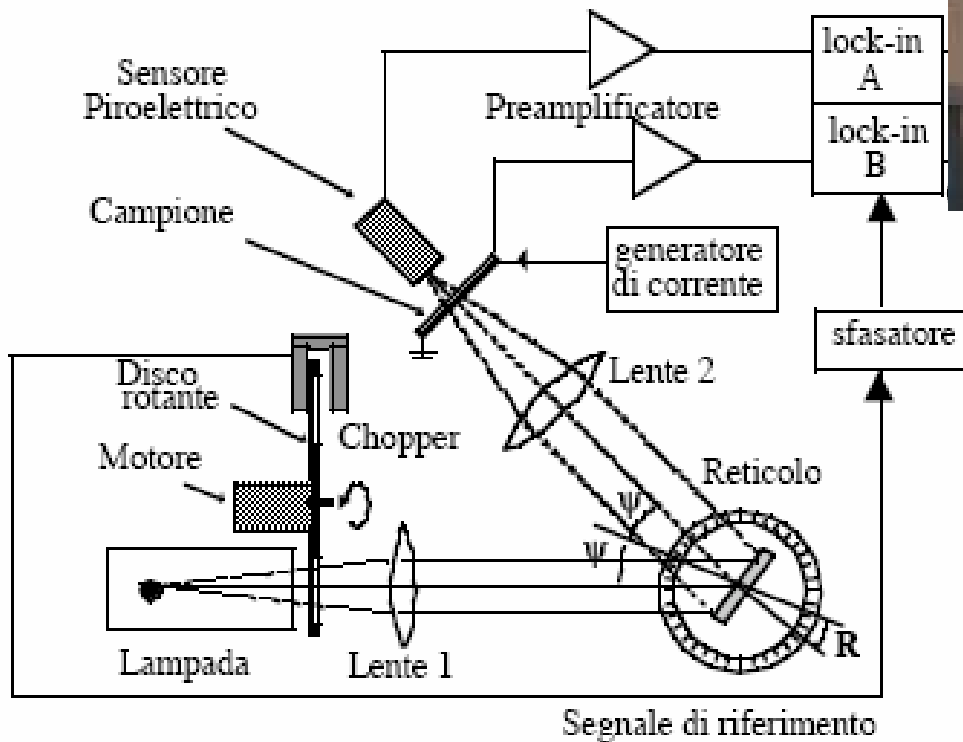 lock-in
A
lock-in
B
Sensore
Piroelettrico
Preamplificatore
Campione
generatore
di corrente
sfasatore
Lente 2
Disco
rotante
Chopper
Motore
Reticolo
ψ
ψ
R
Lampada
Lente 1
Segnale di riferimento